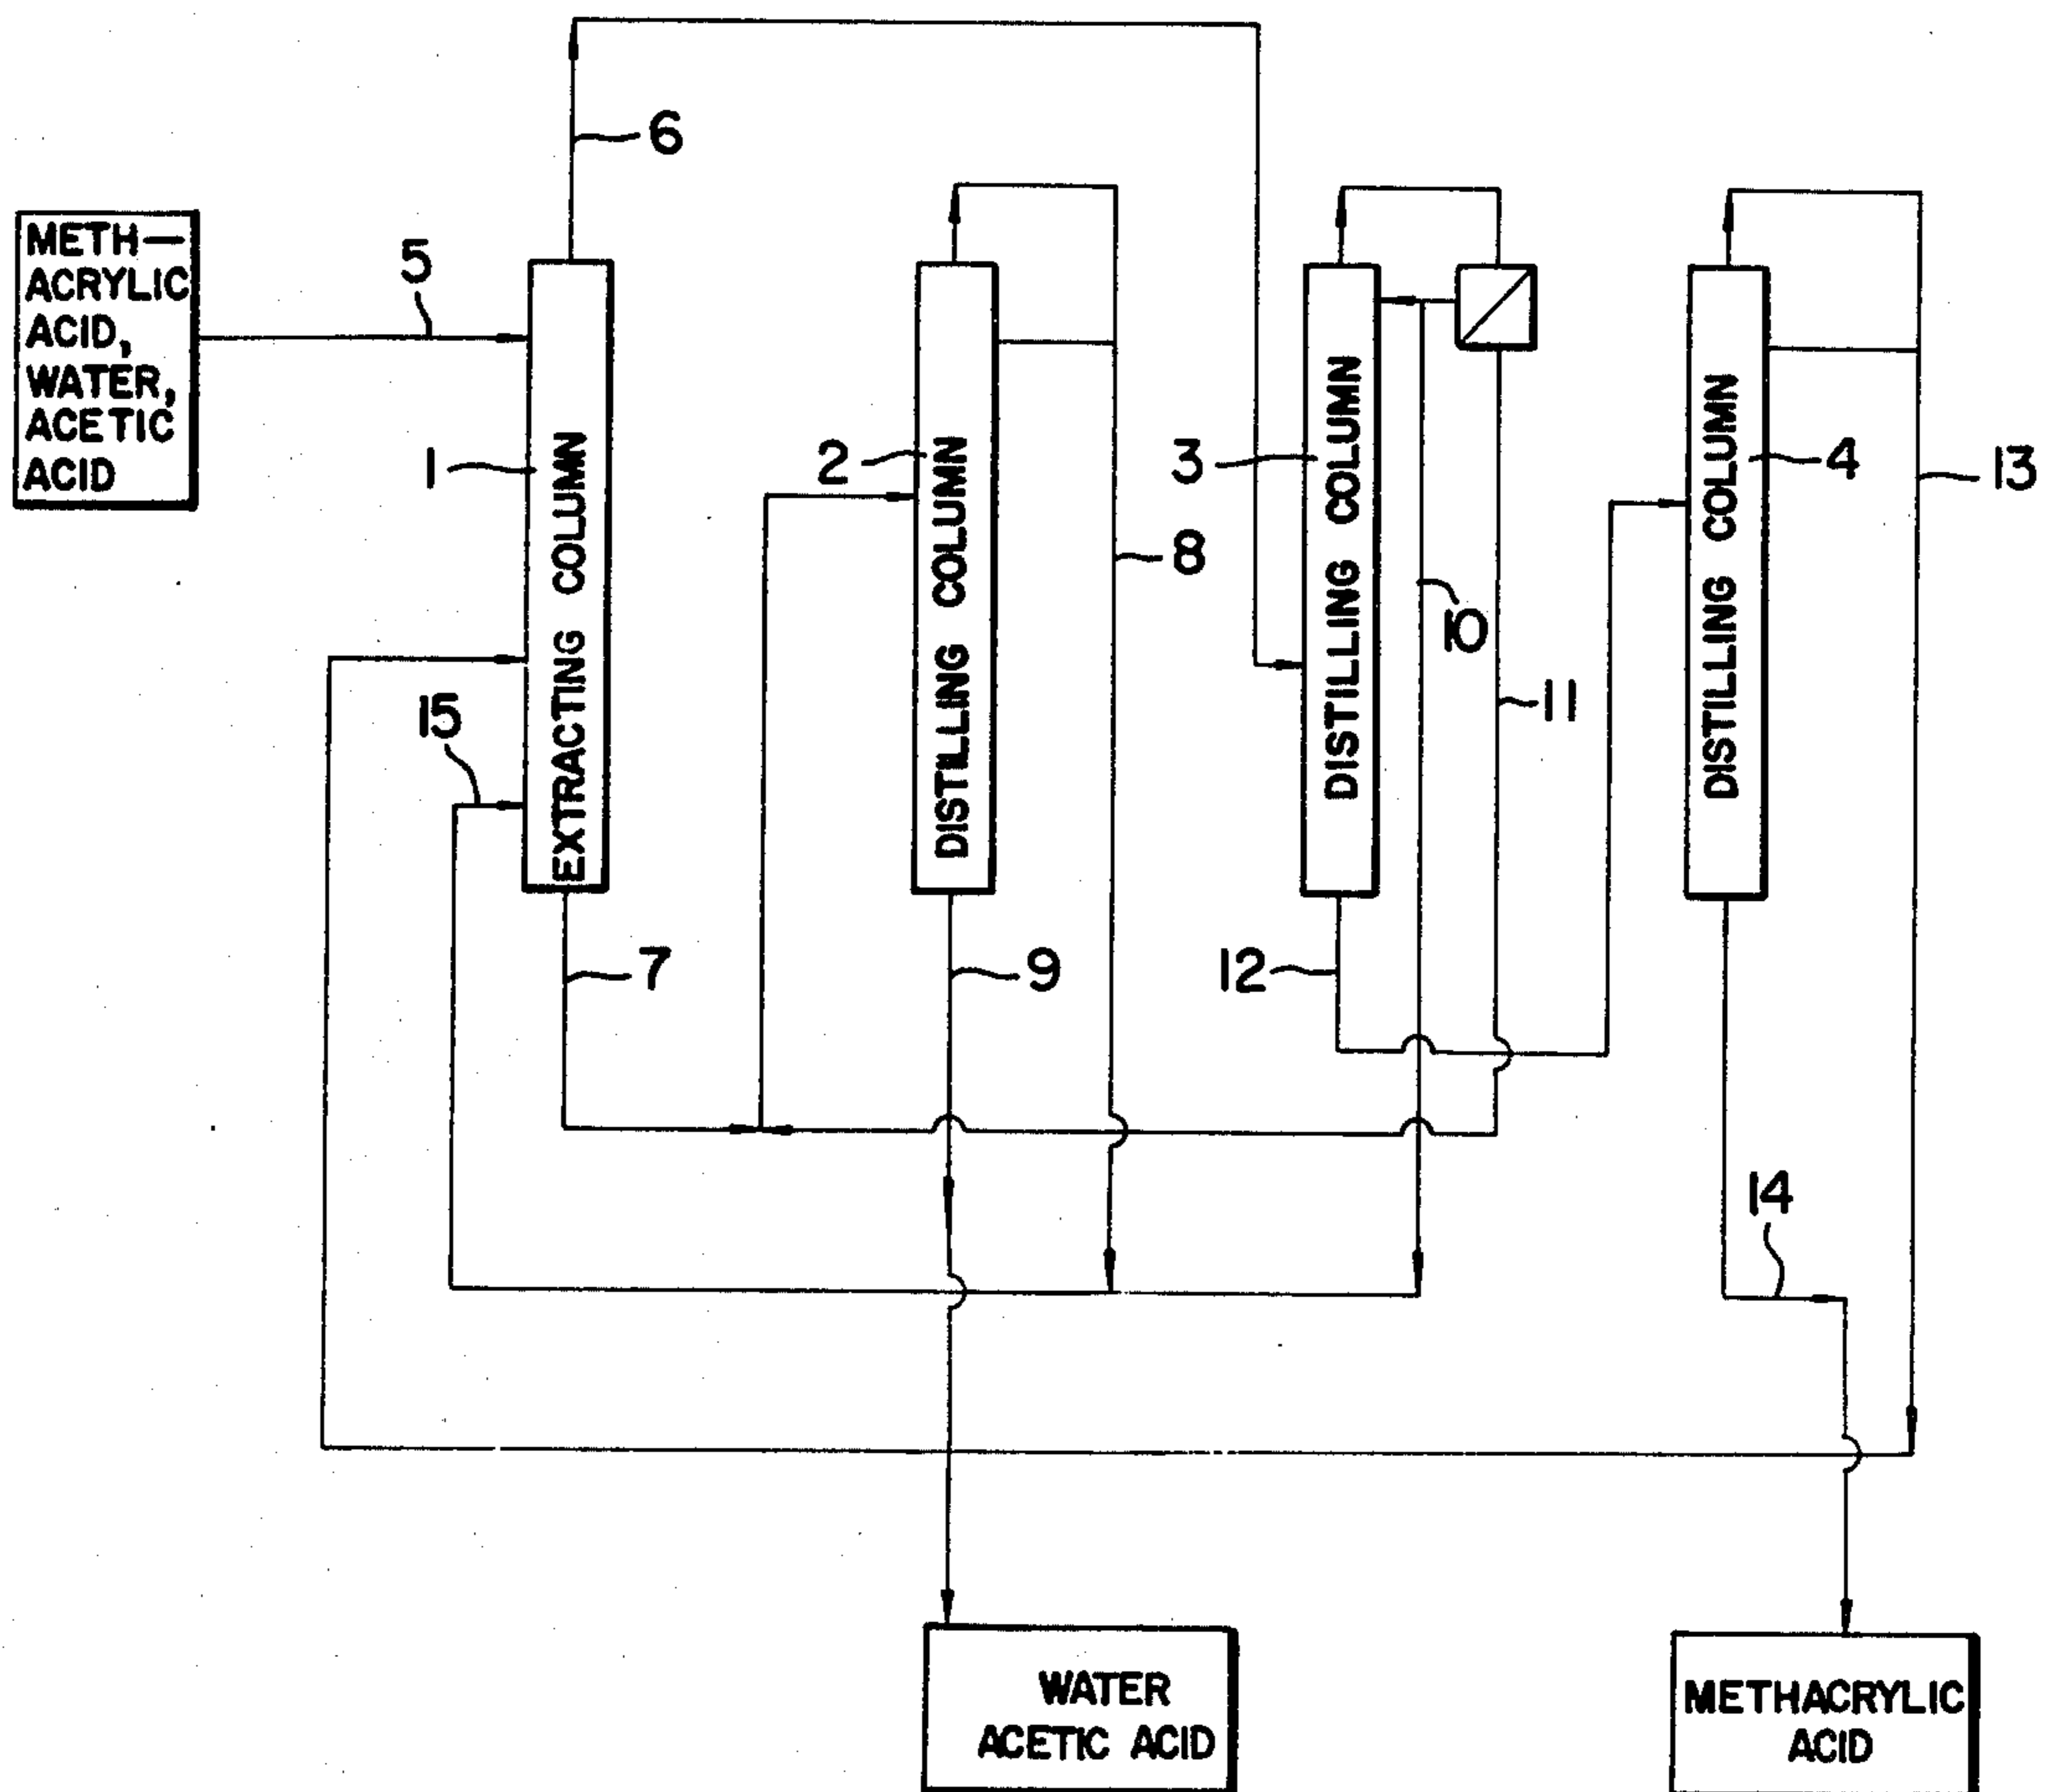 METH—
ACRYLIC
ACID,
WATER,
ACETIC
ACID
5
6
1
EXTRACTING COLUMN
15
7
2
DISTILLING COLUMN
8
9
3
DISTILLING COLUMN
10
11
12
4
DISTILLING COLUMN
13
14
WATER
ACETIC ACID
METHACRYLIC
ACID